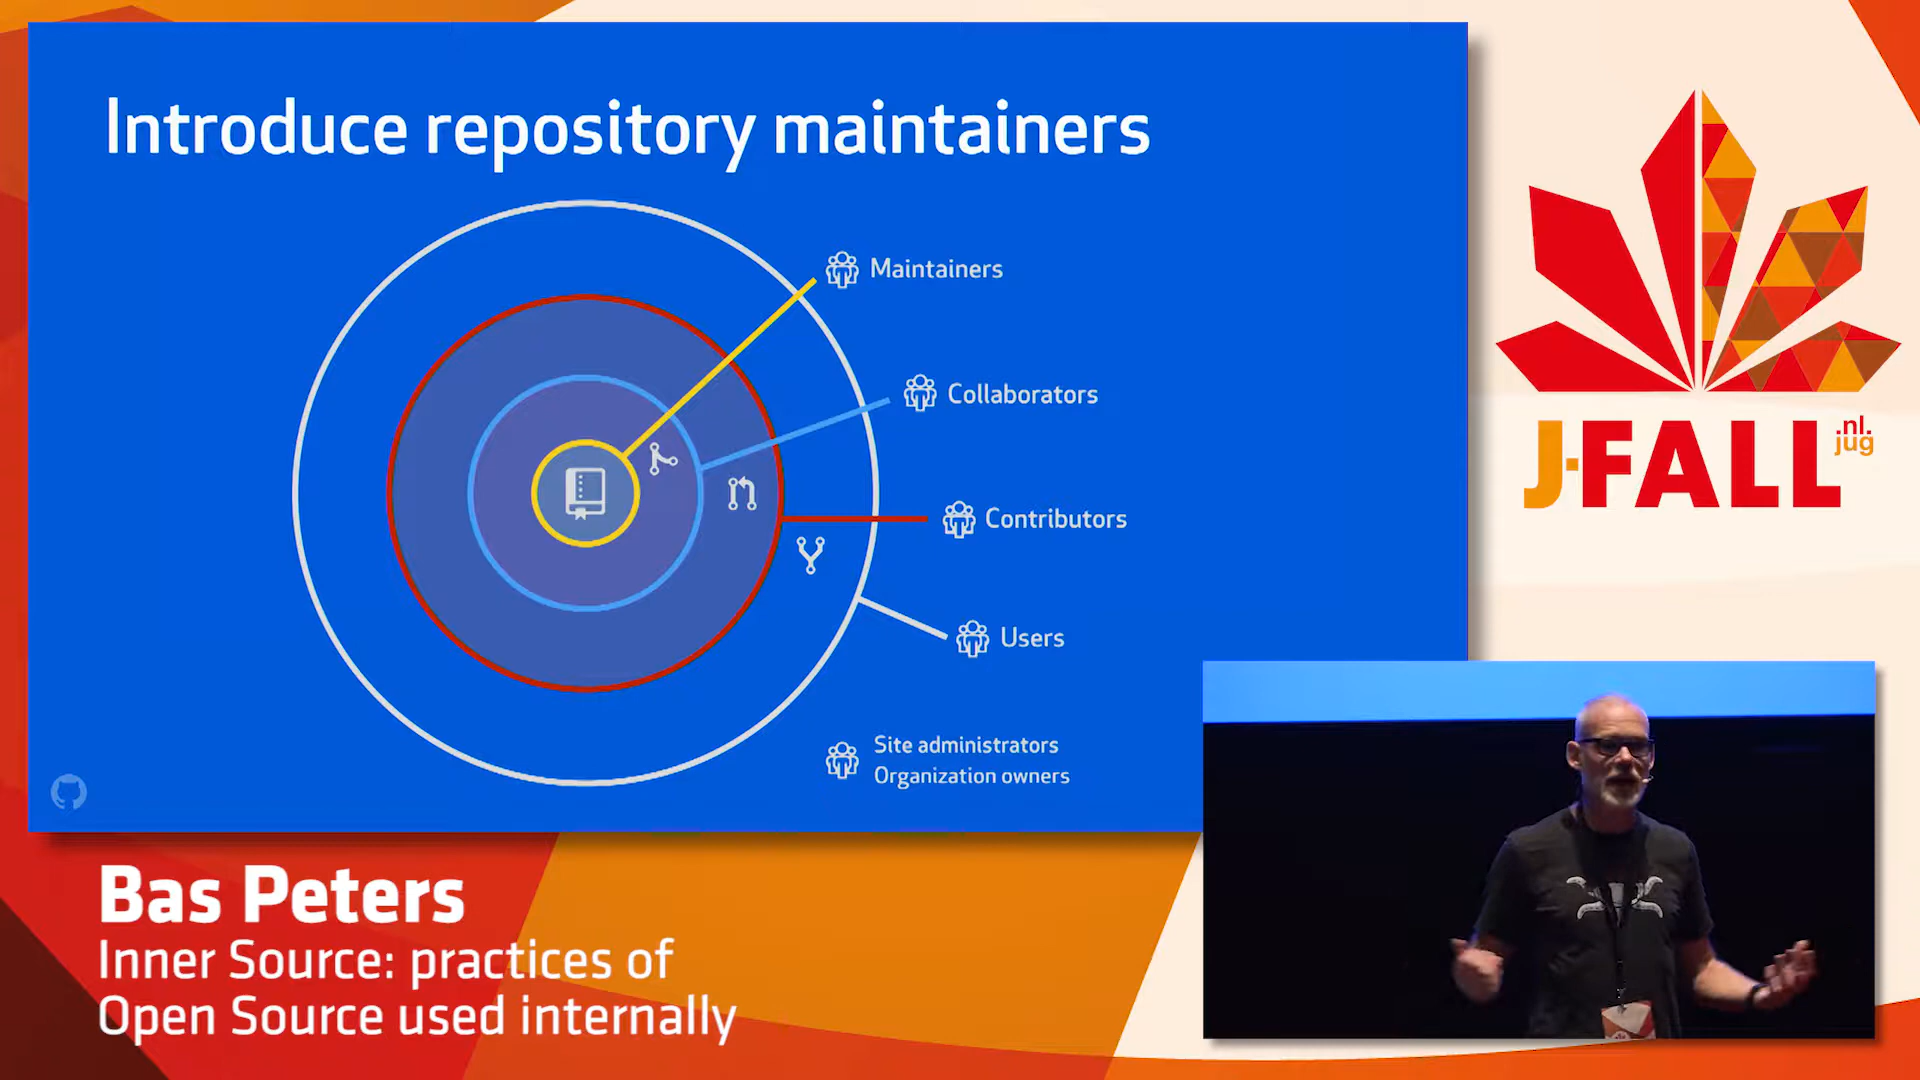 Introduce repository maintainers
Maintainers
Collaborators
Contributors
Users
Site administrators
Organization owners
J-FALL
.nl.
jug
Bas Peters
Inner Source: practices of
Open Source used internally